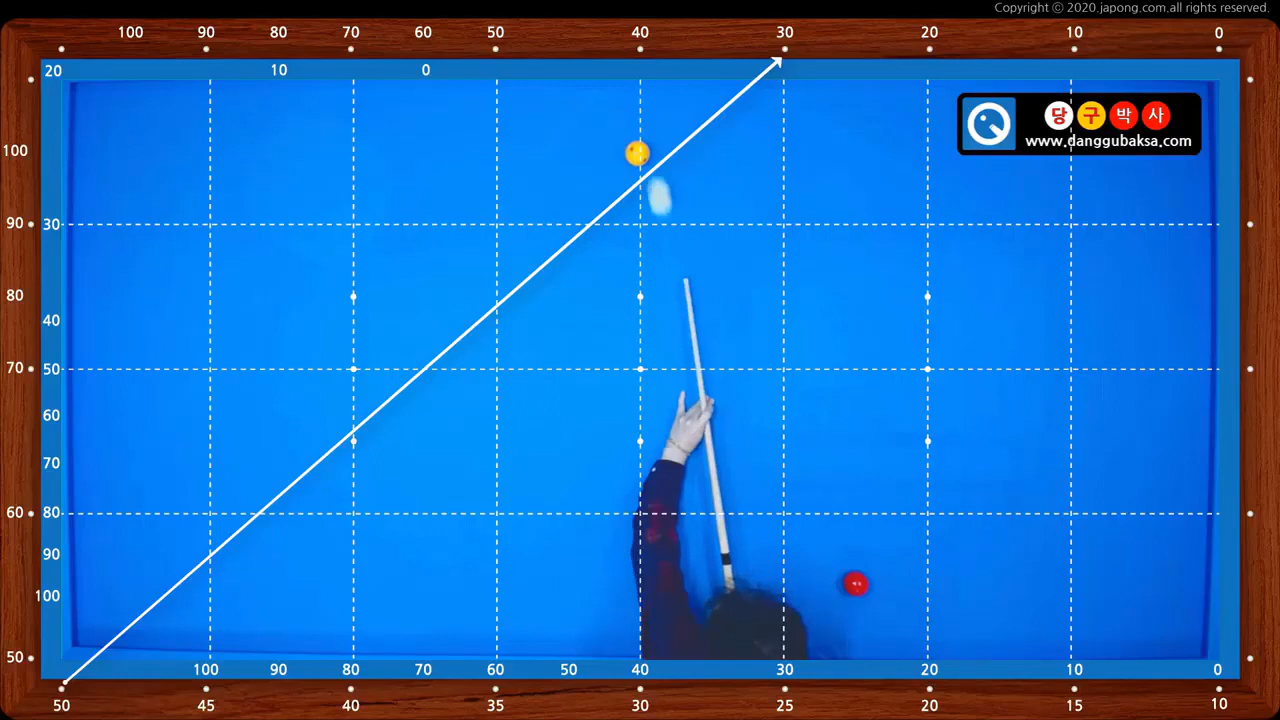 Copyright ⓒ 2020.japong.com.all rights reserved.
100 90 80 70 60 50 40 30 20 10 0
20 10 0
당구박사
www.danggubaksa.com
100
90 30
80
40
70 50
60
70
60 80
90
100
50 100 90 80 70 60 50 40 30 20 10 0
50 45 40 35 30 25 20 15 10